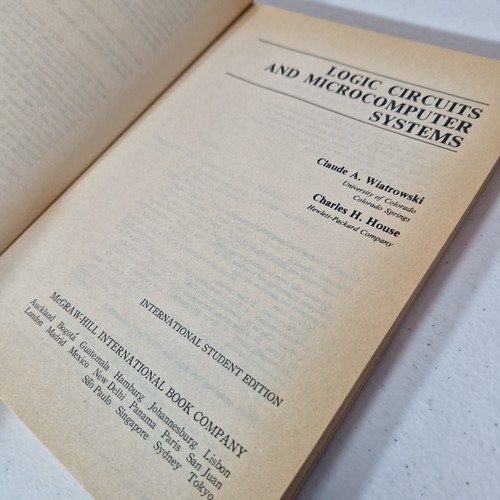 LOGIC CIRCUITS
AND MICROCOMPUTER
SYSTEMS
Claude A. Wiatrowski
University of Colorado
Colorado Springs
Charles H. House
Hewlett-Packard Company
INTERNATIONAL STUDENT EDITION
McGRAW-HILL INTERNATIONAL BOOK COMPANY
Auckland Bogotá Guatemala Hamburg Johannesburg Lisbon
London Madrid Mexico New Delhi Panama Paris San Juan
São Paulo Singapore Sydney Tokyo